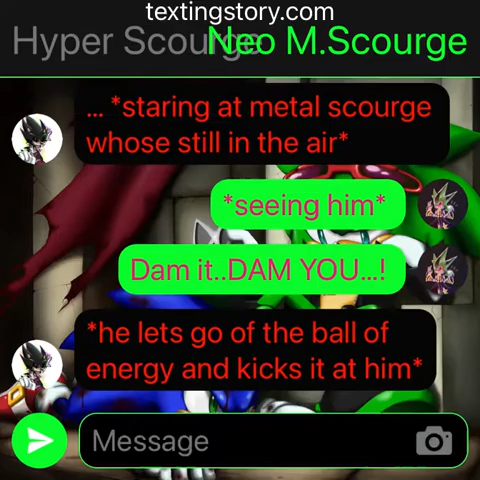 textingstory.com
Hyper Scourge Neo M.Scourge
... *staring at metal scourge
whose still in the air*
*seeing him*
Dam it..DAM YOU...!
*he lets go of the ball of
energy and kicks it at him*
Message